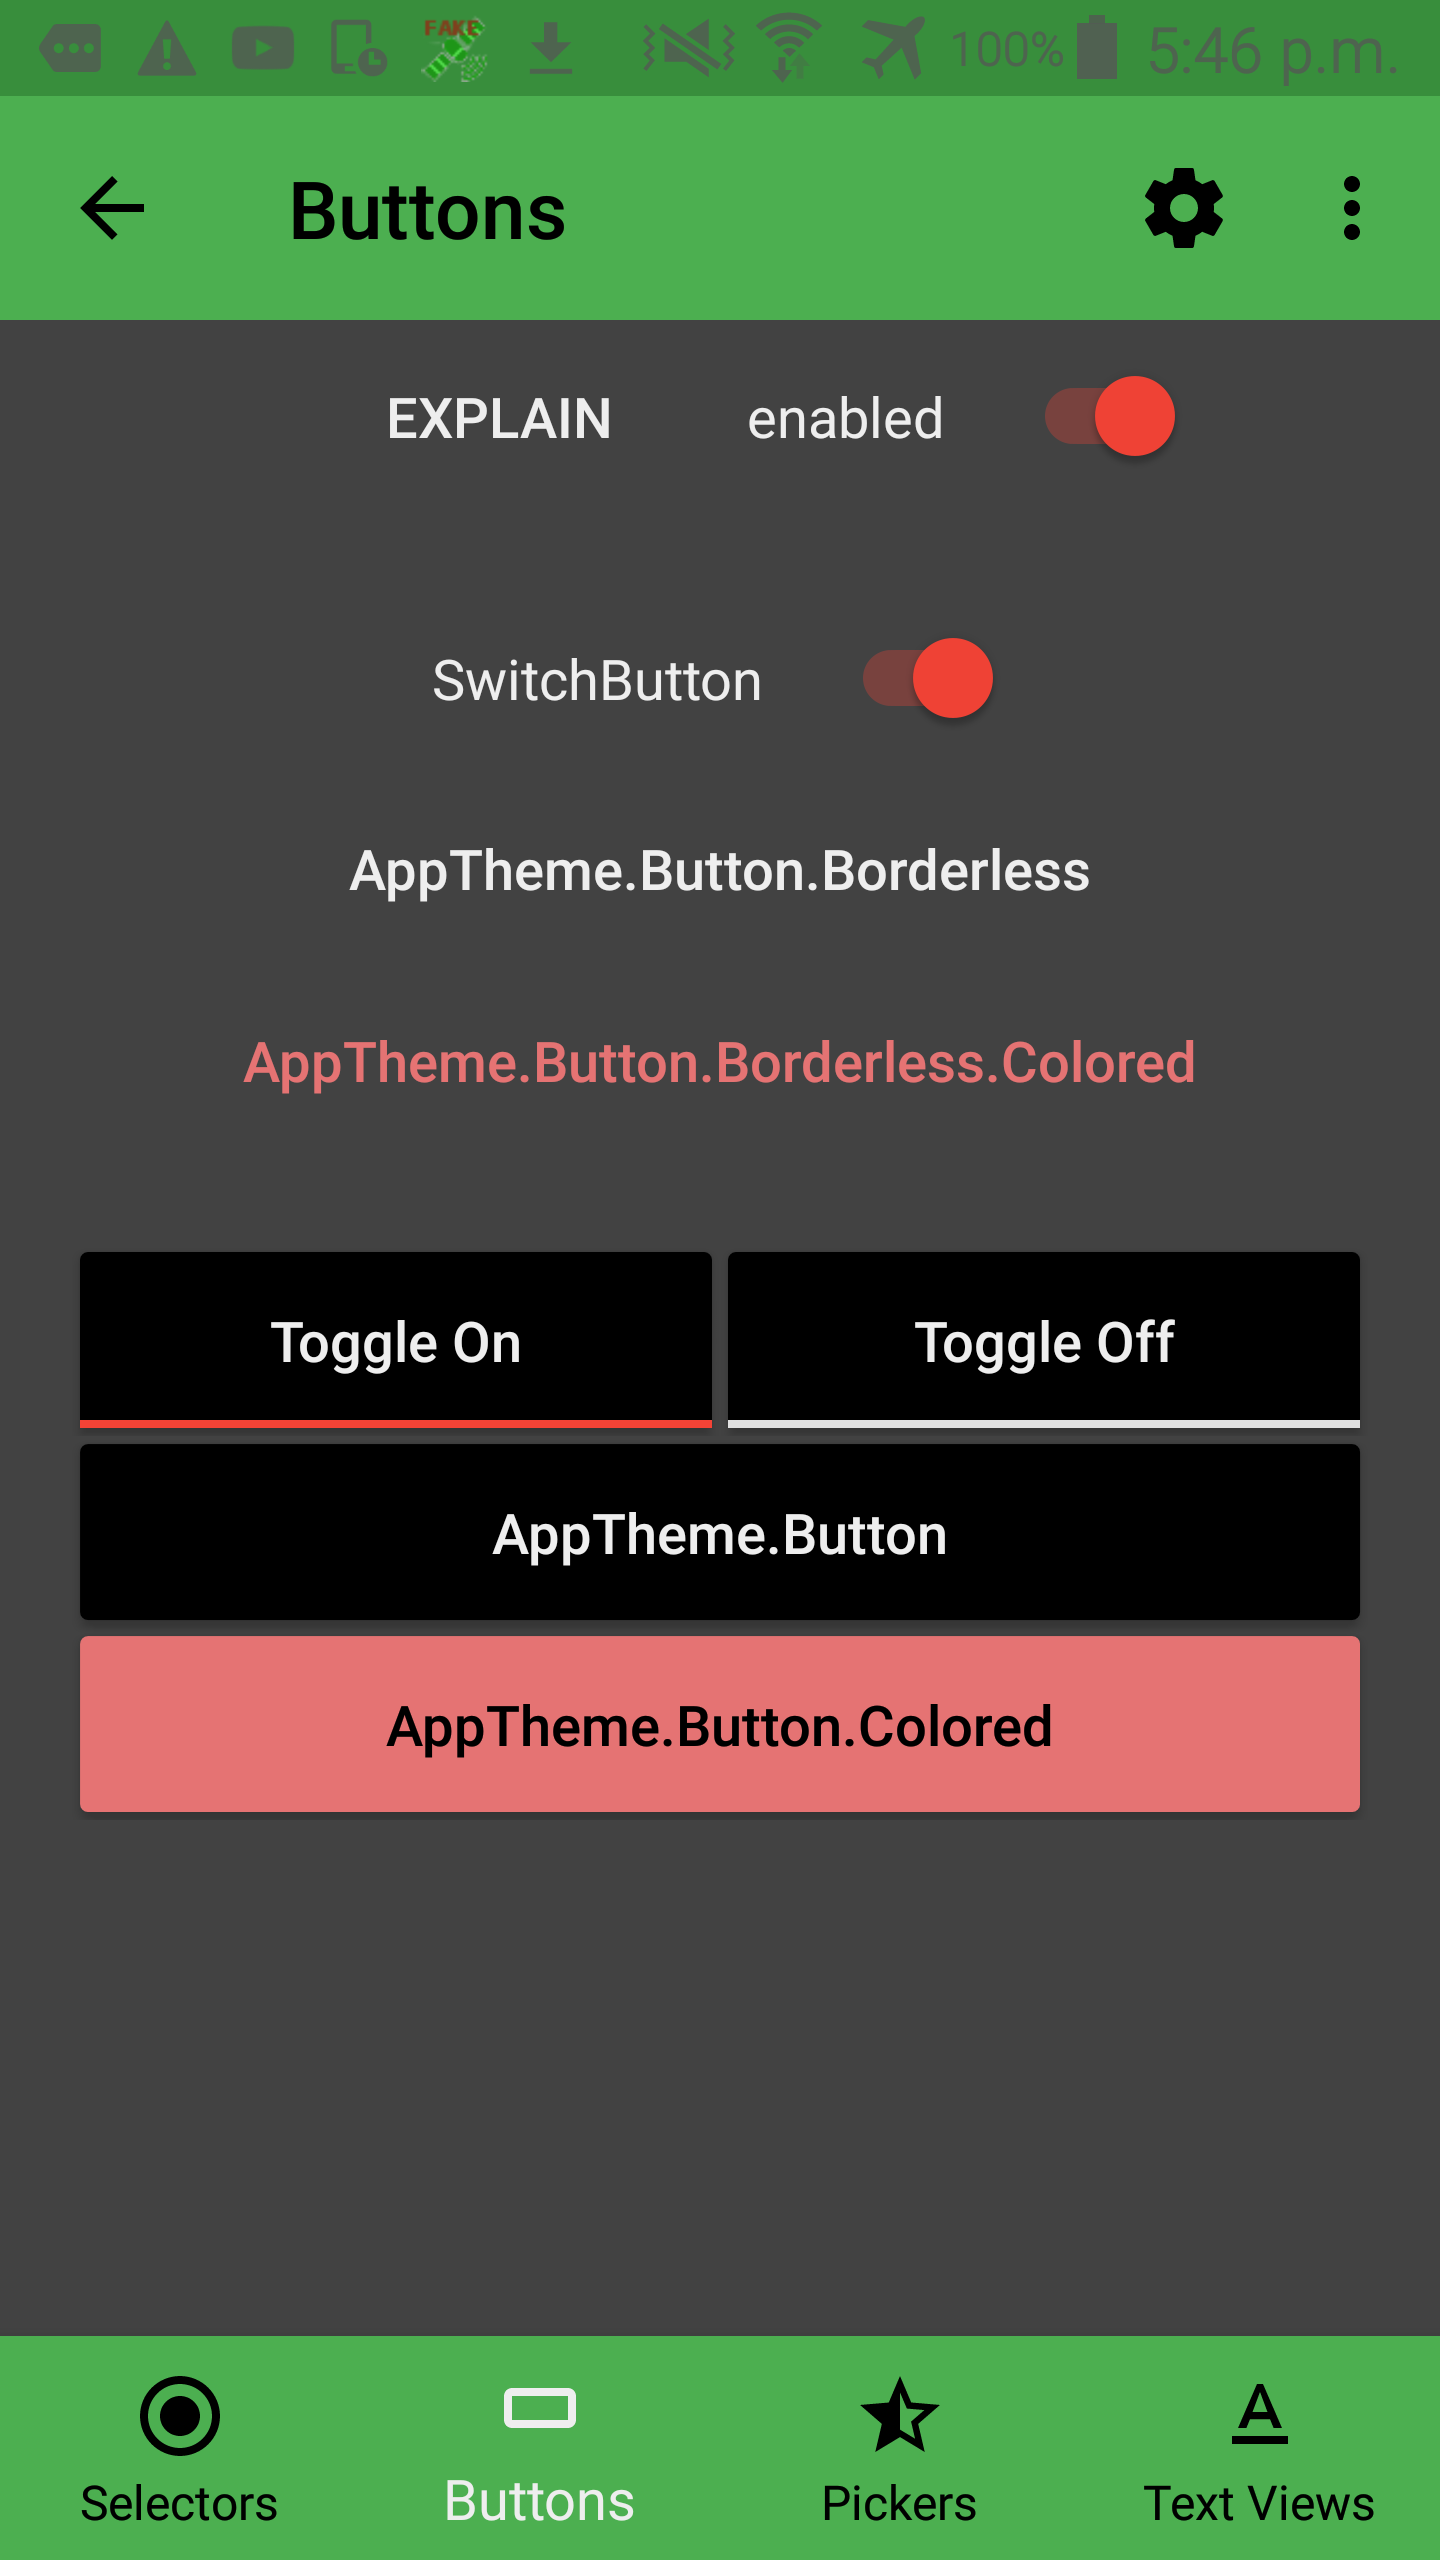 FAKE 100% 5:46 p.m.
Buttons
EXPLAIN enabled
SwitchButton
AppTheme.Button.Borderless
AppTheme.Button.Borderless.Colored
Toggle On Toggle Off
AppTheme.Button
AppTheme.Button.Colored
Selectors Buttons Pickers Text Views